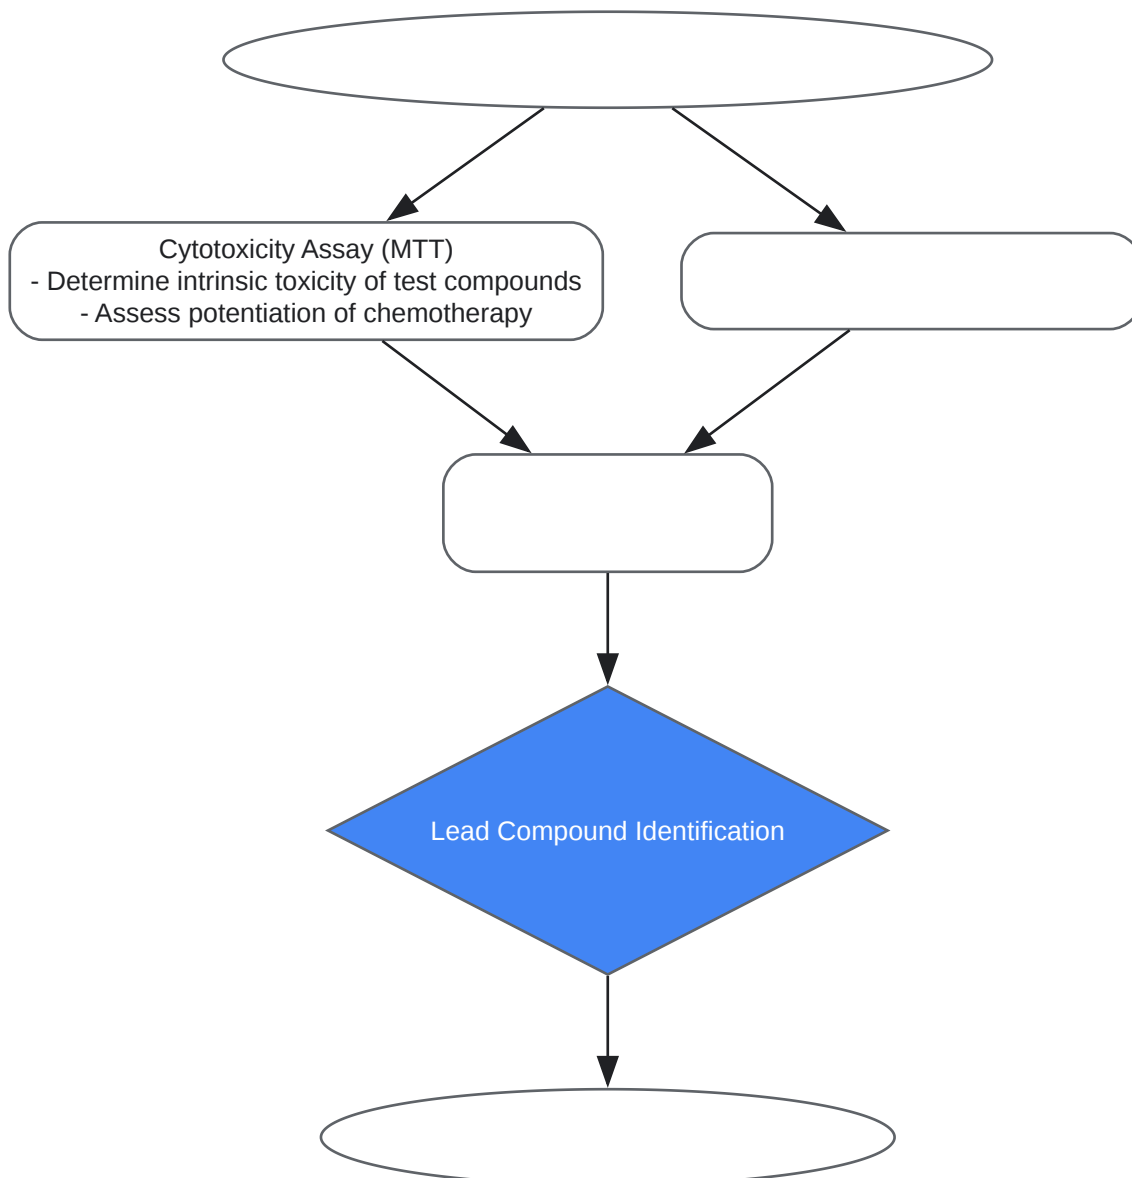 Cytotoxicity Assay (MTT)
- Determine intrinsic toxicity of test compounds
- Assess potentiation of chemotherapy
Lead Compound Identification